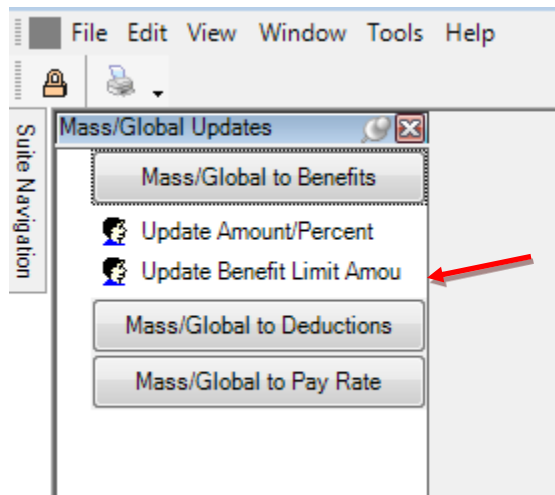 File Edit View Window Tools Help
Suite Navigation
Mass/Global Updates
Mass/Global to Benefits
Update Amount/Percent
Update Benefit Limit Amou
Mass/Global to Deductions
Mass/Global to Pay Rate